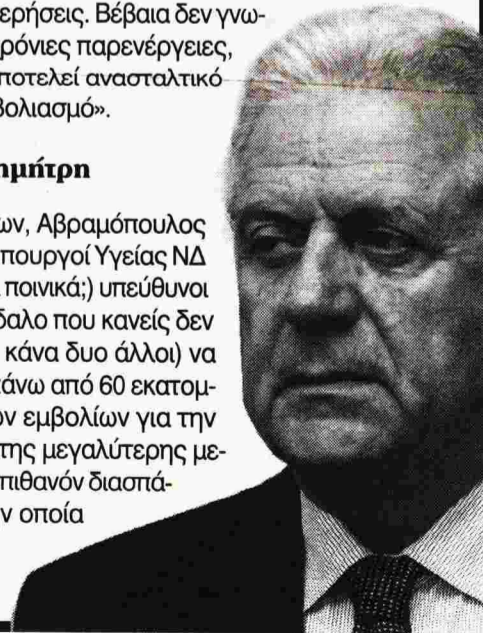 ερήσεις. Βέβαια δεν γνω-
ρόνιες παρενέργειες,
ποτελεί ανασταλτικό
βολιασμό».
ημήτρη
ων, Αβραμόπουλος
πουργοί Υγείας ΝΔ
ποινικά;) υπεύθυνοι
δαλο που κανείς δεν
κάνα δυο άλλοι) να
άνω από 60 εκατομ-
ων εμβολίων για την
της μεγαλύτερης με-
πιθανόν διασπά-
ν οποία